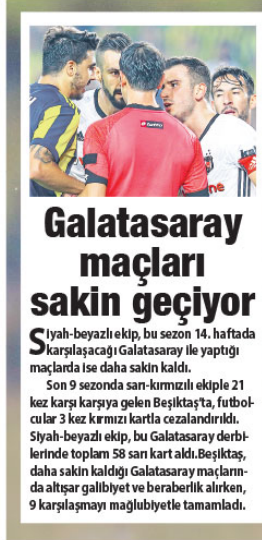 Galatasaray
maçları
sakin geçiyor
Siyah-beyazlı ekip, bu sezon 14. haftada
karşılaşacağı Galatasaray ile yaptığı
maçlarda ise daha sakin kaldı.
Son 9 sezonda sarı-kırmızılı ekiple 21
kez karşı karşıya gelen Beşiktaş'ta, futbol-
cular 3 kez kırmızı kartla cezalandırıldı.
Siyah-beyazlı ekip, bu Galatasaray derbi-
lerinde toplam 58 sarı kart aldı.Beşiktaş,
daha sakin kaldığı Galatasaray maçların-
da altışar galibiyet ve beraberlik alırken,
9 karşılaşmayı mağlubiyetle tamamladı.